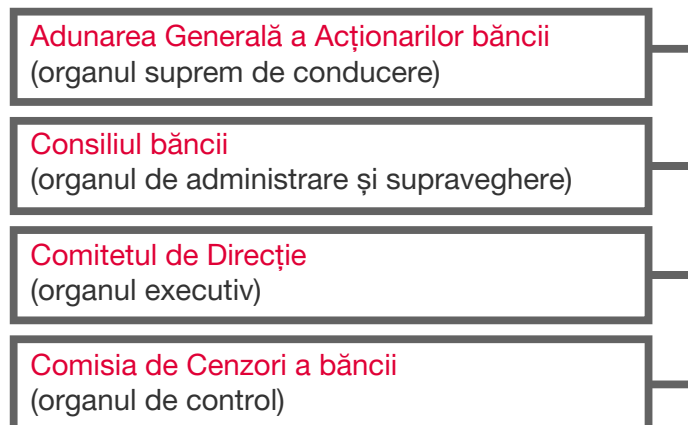 Adunarea Generală a Acționarilor băncii
(organul suprem de conducere)
Consiliul băncii
(organul de administrare și supraveghere)
Comitetul de Direcție
(organul executiv)
Comisia de Cenzori a băncii
(organul de control)